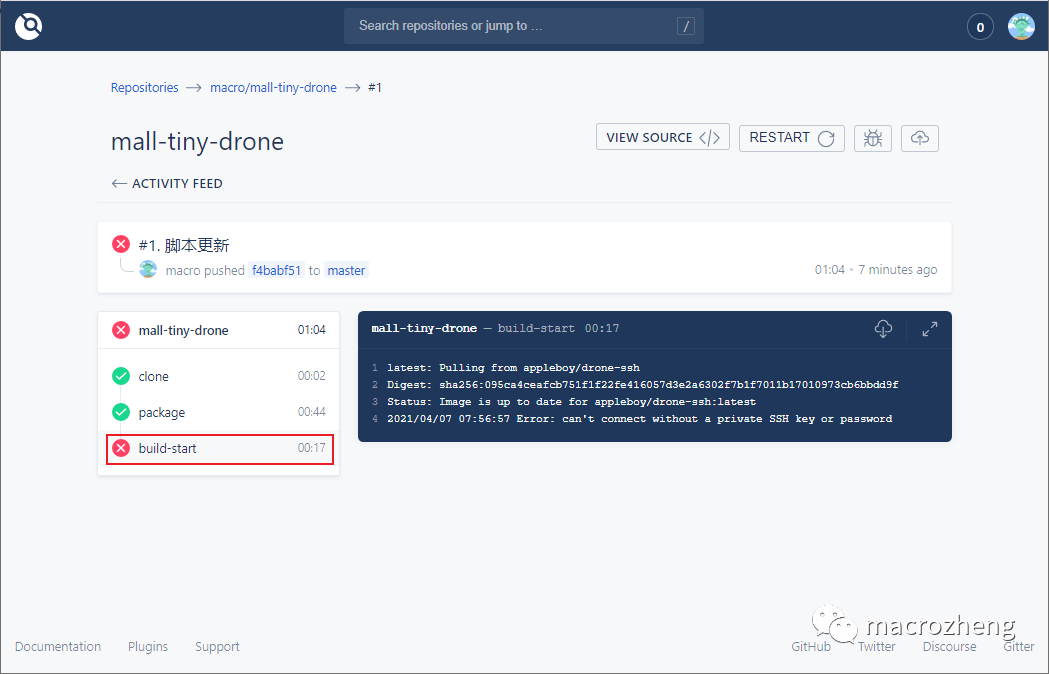 Search repositories or jump to ...
/
0
Repositories → macro/mall-tiny-drone → #1
mall-tiny-drone
VIEW SOURCE </>
RESTART
← ACTIVITY FEED
#1. 脚本更新
macro pushed f4babf51 to master
01:04 • 7 minutes ago
mall-tiny-drone 01:04
clone 00:02
package 00:44
build-start 00:17
mall-tiny-drone — build-start 00:17
1 latest: Pulling from appleboy/drone-ssh
2 Digest: sha256:095ca4ceafcb751f1f22fe416057d3e2a6302f7b1f7011b17010973cb6bbdd9f
3 Status: Image is up to date for appleboy/drone-ssh:latest
4 2021/04/07 07:56:57 Error: can't connect without a private SSH key or password
macrozheng
Documentation Plugins Support
GitHub Twitter Discourse Gitter